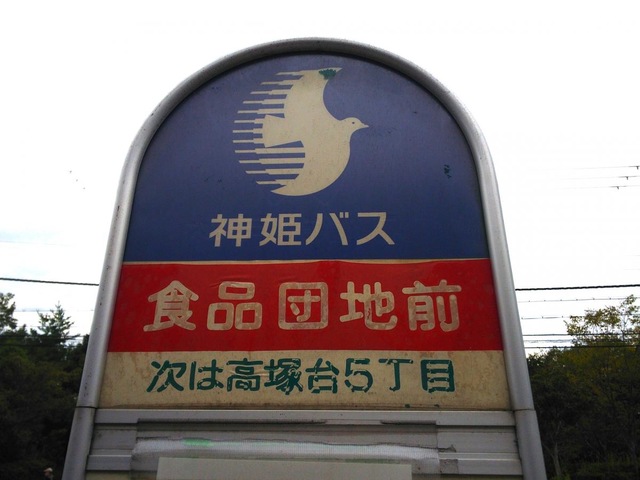 神姫バス
食品団地前
次は高塚台5丁目